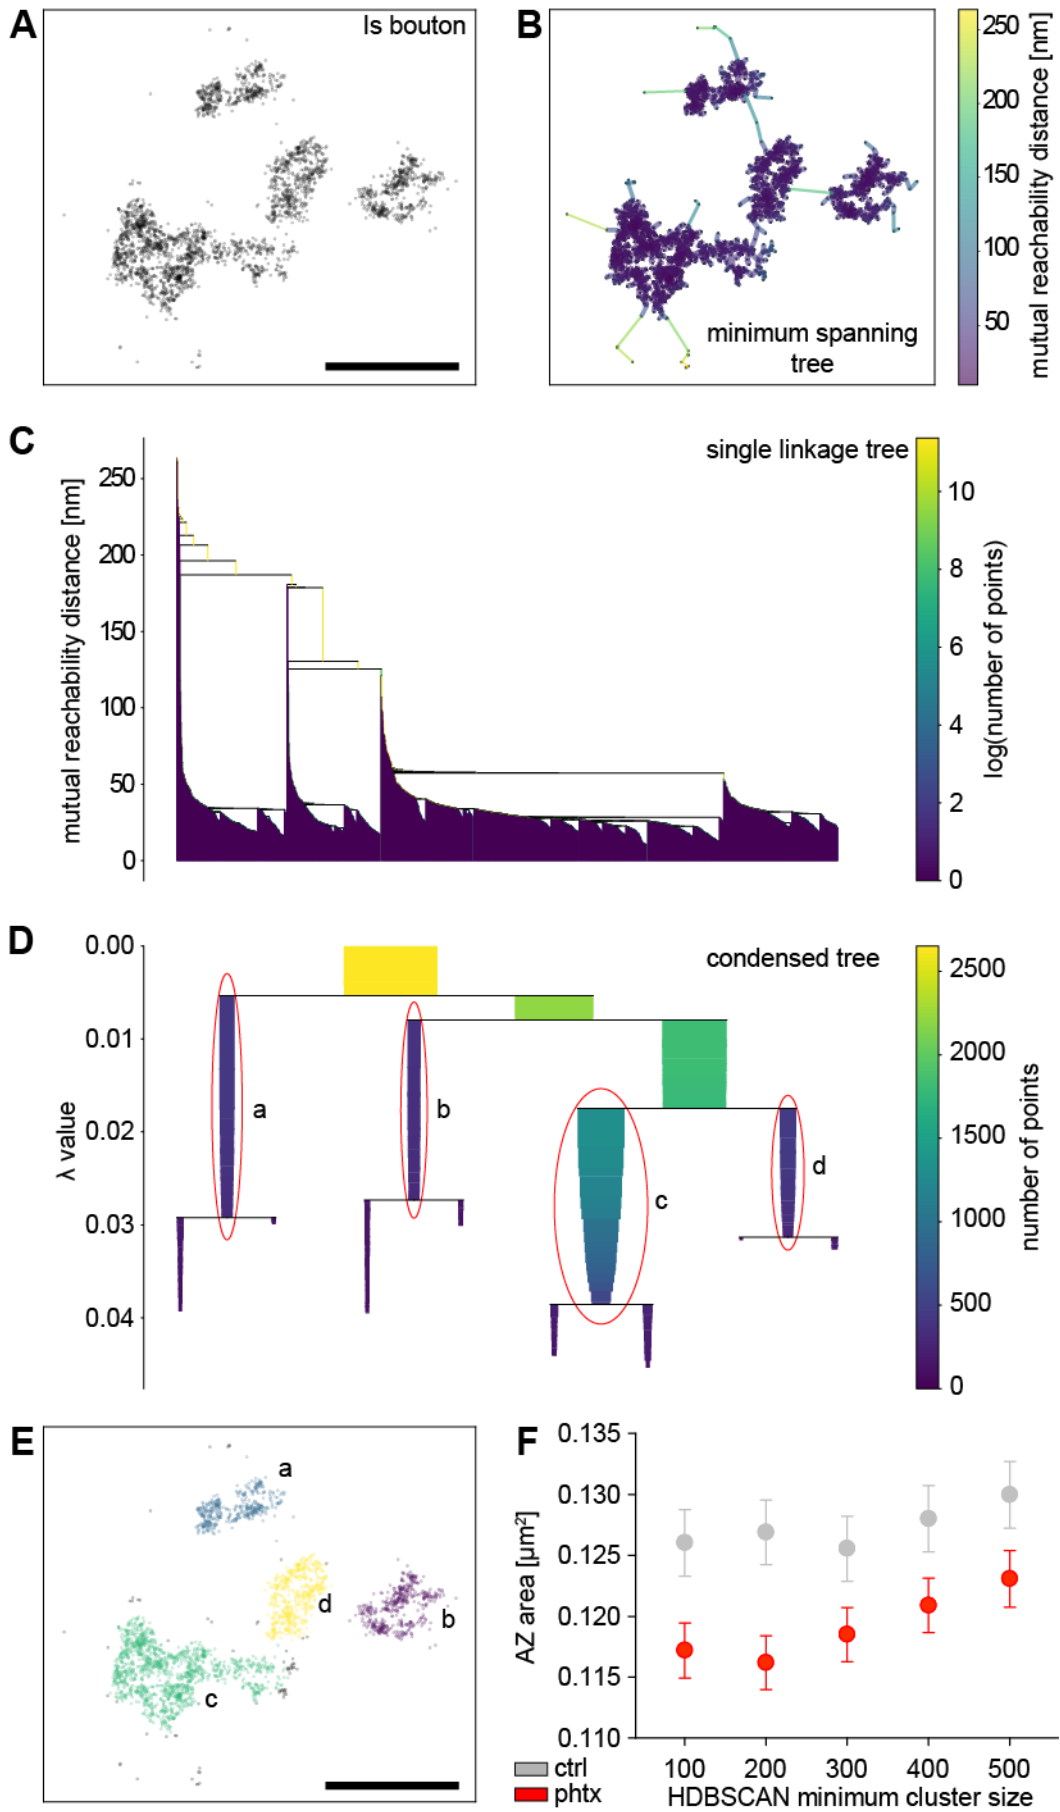 A
Is bouton
B
minimum spanning
tree
250
200
150
100
50
mutual reachability distance [nm]
C
single linkage tree
250
200
150
100
50
0
mutual reachability distance [nm]
10
8
6
4
2
0
log(number of points)
D
condensed tree
0.00
0.01
0.02
0.03
0.04
λ value
a
b
c
d
2500
2000
1500
1000
500
0
number of points
E
a
d
b
c
F
0.135
0.130
0.125
0.120
0.115
0.110
AZ area [µm²]
100 200 300 400 500
HDBSCAN minimum cluster size
ctrl
phtx